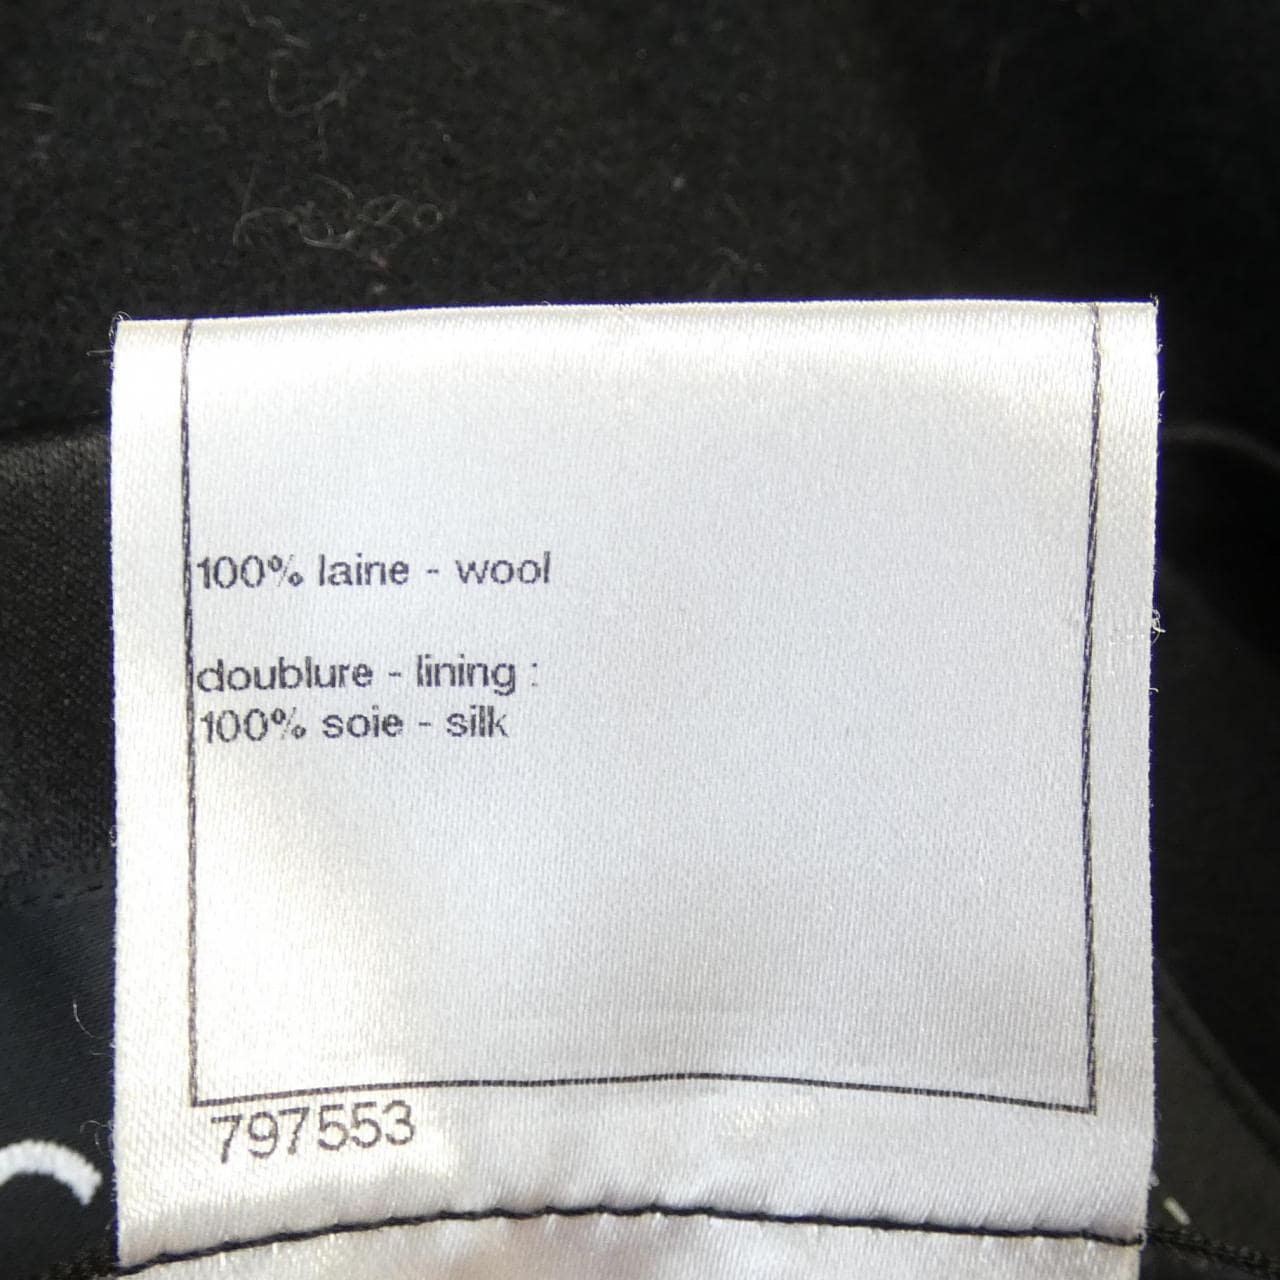 100% laine - wool
doublure - lining :
100% soie - silk
797553